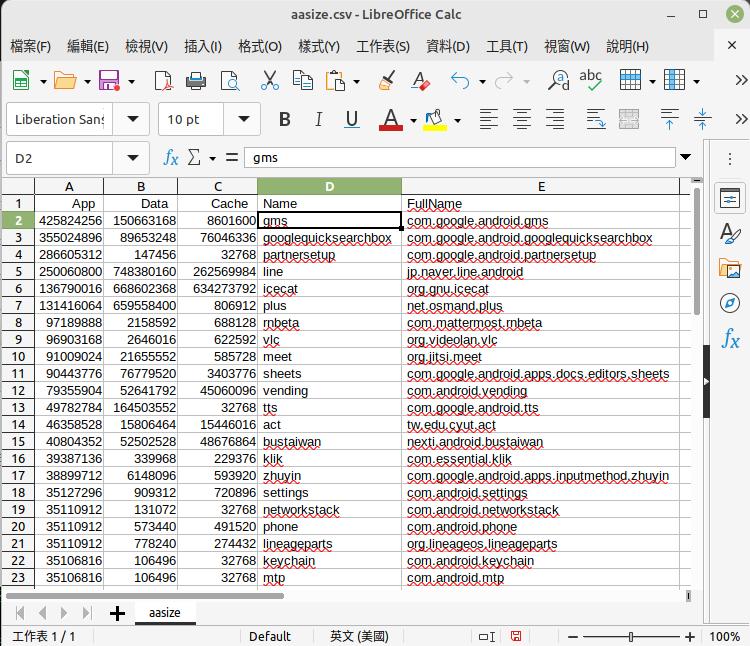 aasize.csv - LibreOffice Calc
檔案(F) 編輯(E) 檢視(V) 插入(I) 格式(O) 樣式(Y) 工作表(S) 資料(D) 工具(T) 視窗(W) 說明(H)
abc
Liberation Sans 10 pt B I U A
D2 fx Σ = gms
A B C D E
1 App Data Cache Name FullName
2 425824256 150663168 8601600 gms com.google.android.gms
3 355024896 89653248 76046336 googlequicksearchbox com.google.android.googlequicksearchbox
4 286605312 147456 32768 partnersetup com.google.android.partnersetup
5 250060800 748380160 262569984 line jp.naver.line.android
6 136790016 668602368 634273792 icecat org.gnu.icecat
7 131416064 659558400 806912 plus net.osmand.plus
8 97189888 2158592 688128 rnbeta com.mattermost.rnbeta
9 96903168 2646016 622592 vlc org.videolan.vlc
10 91009024 21655552 585728 meet org.jitsi.meet
11 90443776 76779520 3403776 sheets com.google.android.apps.docs.editors.sheets
12 79355904 52641792 45060096 vending com.android.vending
13 49782784 164503552 32768 tts com.google.android.tts
14 46358528 15806464 15446016 act tw.edu.cyut.act
15 40804352 52502528 48676864 bustaiwan nexti.android.bustaiwan
16 39387136 339968 229376 klik com.essential.klik
17 38899712 6148096 593920 zhuyin com.google.android.apps.inputmethod.zhuyin
18 35127296 909312 720896 settings com.android.settings
19 35110912 131072 32768 networkstack com.android.networkstack
20 35110912 573440 491520 phone com.android.phone
21 35110912 778240 274432 lineageparts org.lineageos.lineageparts
22 35106816 106496 32768 keychain com.android.keychain
23 35106816 106496 32768 mtp com.android.mtp
aasize
工作表 1 / 1 Default 英文 (美國) 100%